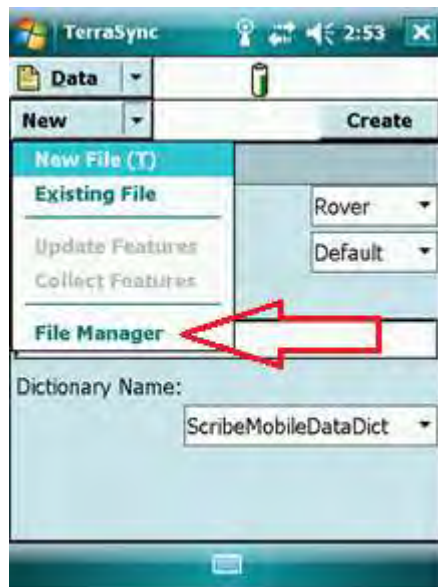 TerraSync 2:53
Data
New Create
New File (T)
Existing File
Rover
Update Features
Default
Collect Features
File Manager
Dictionary Name:
ScribeMobileDataDict